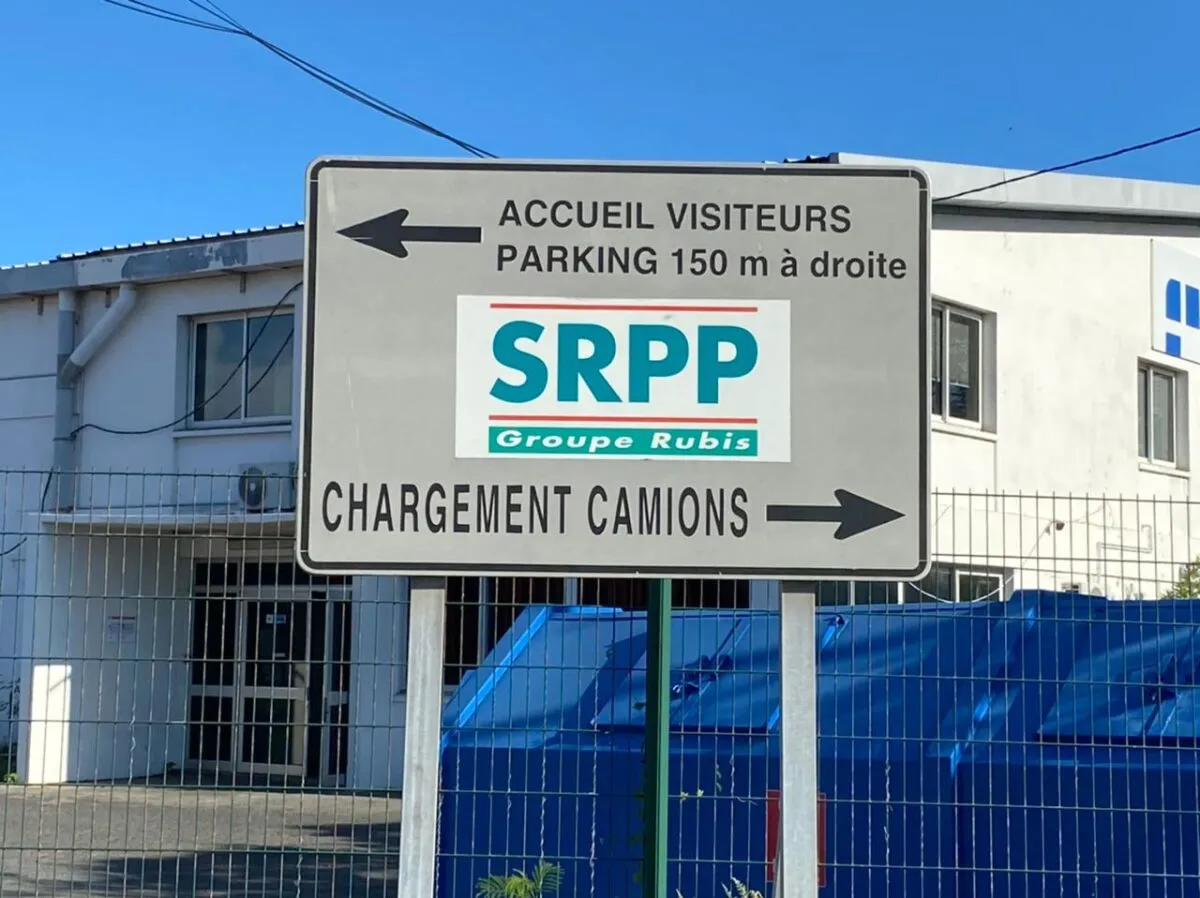 ACCUEIL VISITEURS
PARKING 150 m à droite
SRPP
Groupe Rubis
CHARGEMENT CAMIONS